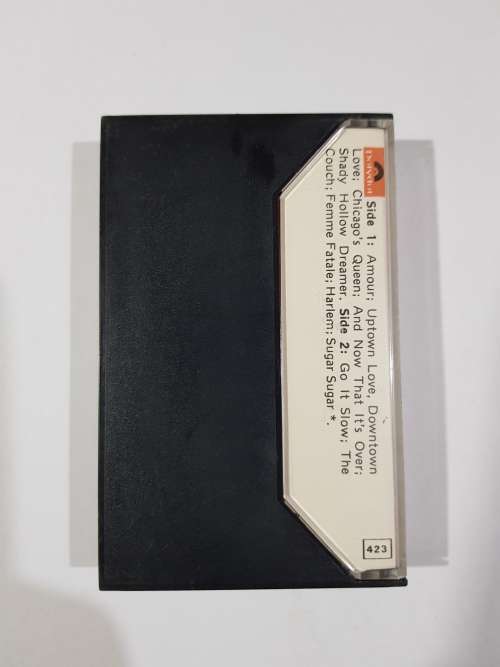 Polydor
Side 1: Amour; Uptown Love, Downtown
Love; Chicago's Queen; And Now That It's Over;
Shady Hollow Dreamer. Side 2: Go It Slow; The
Couch; Femme Fatale; Harlem; Sugar Sugar *.
423